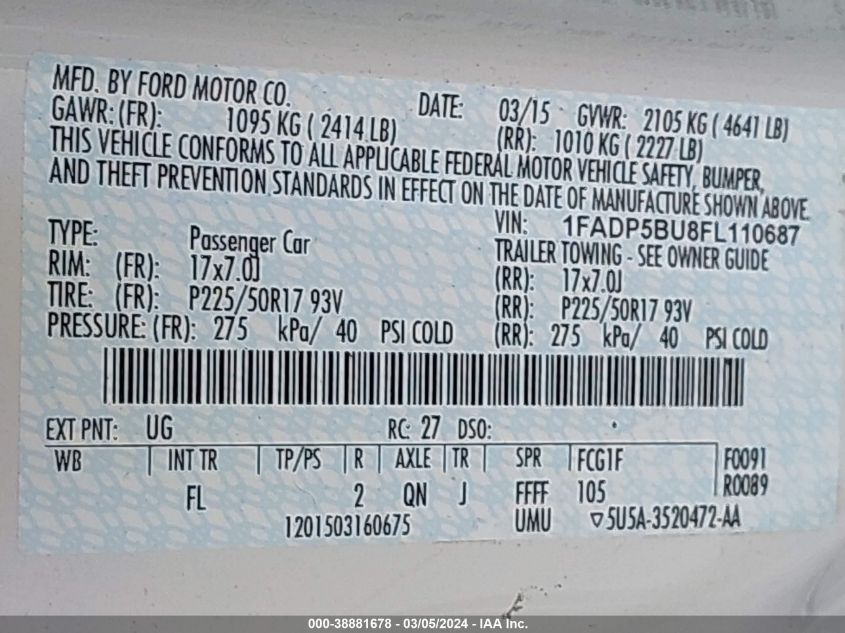 MFD. BY FORD MOTOR CO. DATE: 03/15 GVWR: 2105 KG ( 4641 LB)
GAWR: (FR): 1095 KG ( 2414 LB) (RR): 1010 KG ( 2227 LB)
THIS VEHICLE CONFORMS TO ALL APPLICABLE FEDERAL MOTOR VEHICLE SAFETY, BUMPER,
AND THEFT PREVENTION STANDARDS IN EFFECT ON THE DATE OF MANUFACTURE SHOWN ABOVE.
VIN: 1FADP5BU8FL110687
TYPE: Passenger Car TRAILER TOWING - SEE OWNER GUIDE
RIM: (FR): 17x7.0J (RR): 17x7.0J
TIRE: (FR): P225/50R17 93V (RR): P225/50R17 93V
PRESSURE: (FR): 275 kPa/ 40 PSI COLD (RR): 275 kPa/ 40 PSI COLD
EXT PNT: UG RC: 27 DSO:
WB INT TR TP/PS R AXLE TR SPR FCG1F F0091
FL 2 QN J FFFF 105 R0089
1201503160675 UMU ▽5U5A-3520472-AA
000-38881678 - 03/05/2024 - IAA Inc.